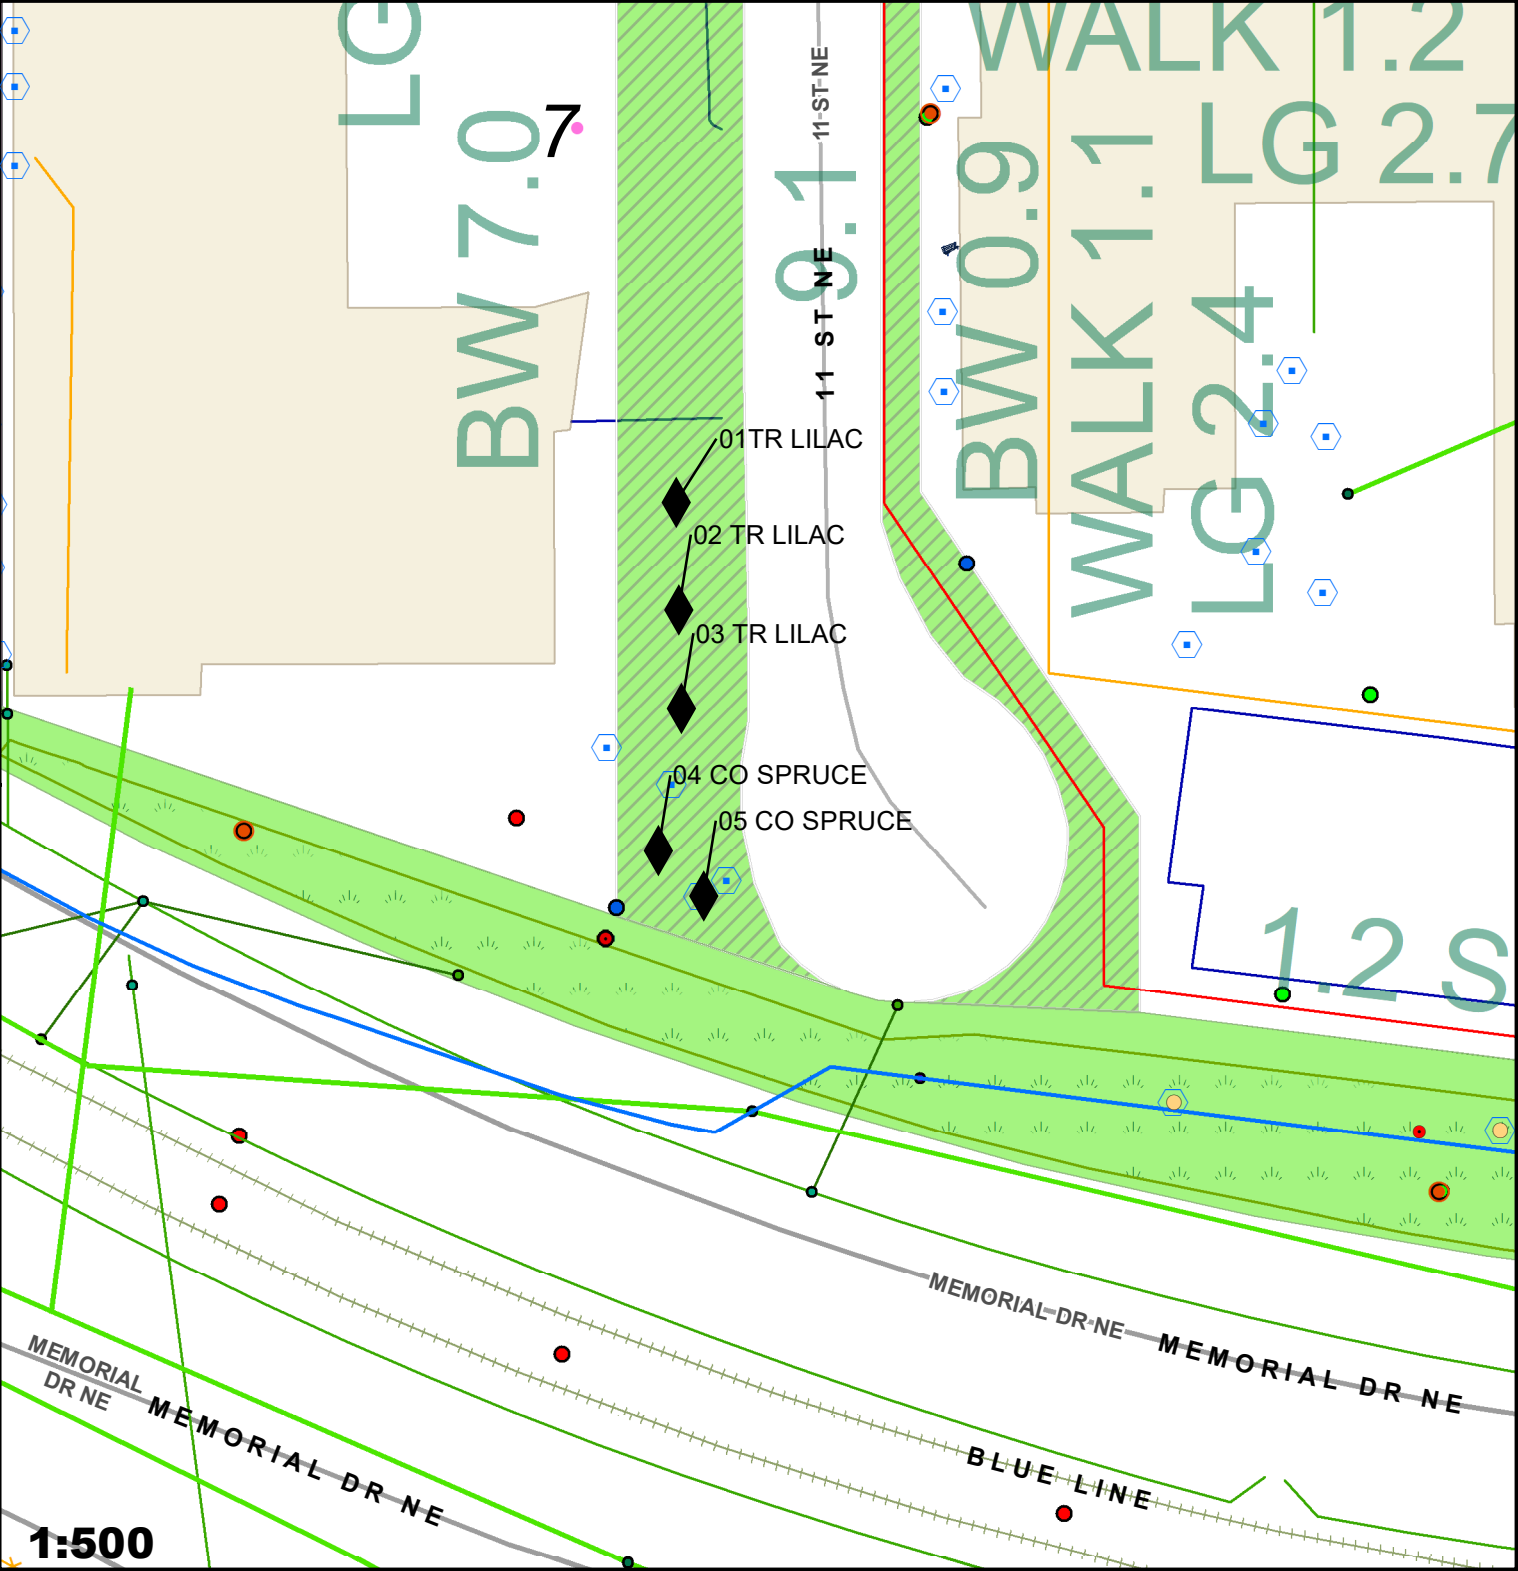 LG
WALK 1.2
11-ST-NE
7
LG 2.7
BW 7.0
9.1
BW 0.9
WALK 1.1
11 ST NE
LG 2.4
01TR LILAC
02 TR LILAC
03 TR LILAC
04 CO SPRUCE
05 CO SPRUCE
1.2 S
MEMORIAL-DR-NE
MEMORIAL DR NE
MEMORIAL
DR NE
MEMORIAL DR NE
BLUE LINE
1:500